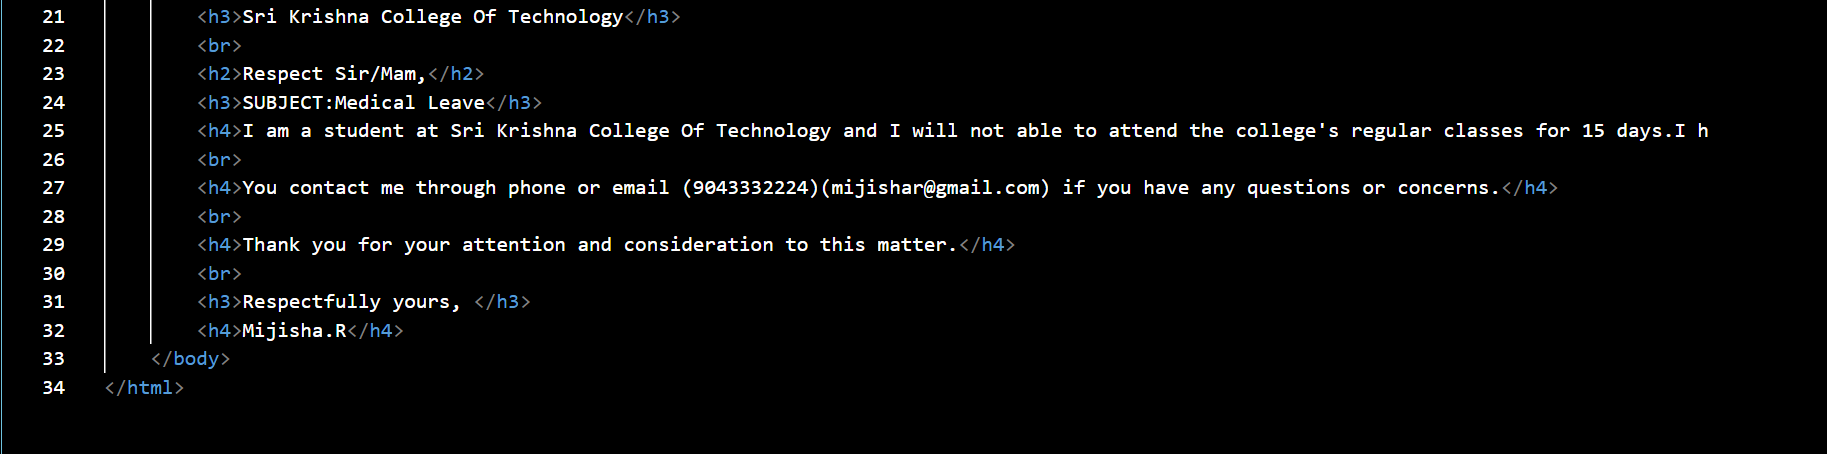 21 <h3>Sri Krishna College Of Technology</h3>
22 <br>
23 <h2>Respect Sir/Mam,</h2>
24 <h3>SUBJECT:Medical Leave</h3>
25 <h4>I am a student at Sri Krishna College Of Technology and I will not able to attend the college's regular classes for 15 days.I h
26 <br>
27 <h4>You contact me through phone or email (9043332224)(mijishar@gmail.com) if you have any questions or concerns.</h4>
28 <br>
29 <h4>Thank you for your attention and consideration to this matter.</h4>
30 <br>
31 <h3>Respectfully yours, </h3>
32 <h4>Mijisha.R</h4>
33 </body>
34 </html>